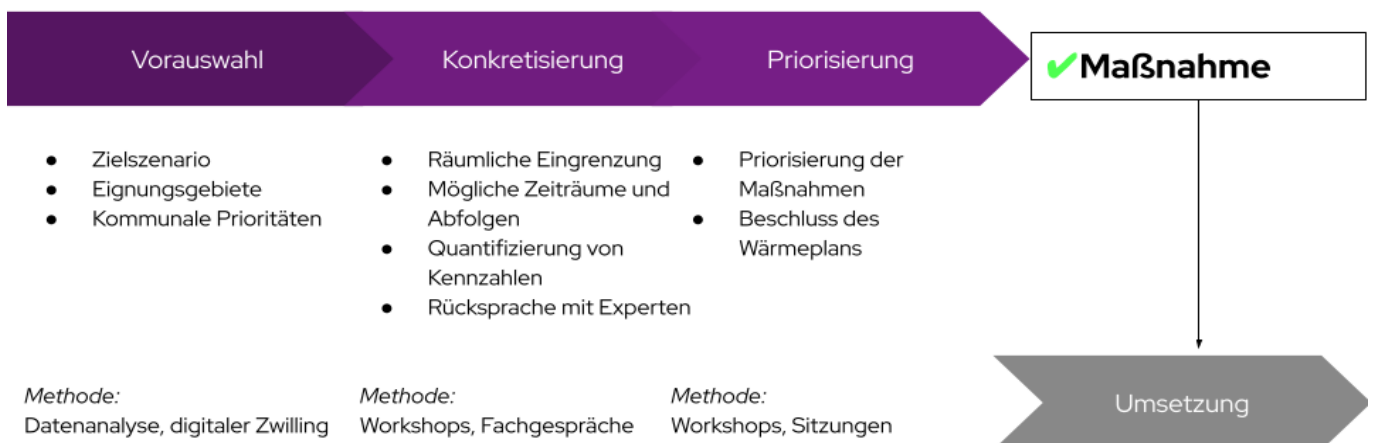 Vorauswahl
Konkretisierung
Priorisierung
✔Maßnahme
● Zielszenario
● Eignungsgebiete
● Kommunale Prioritäten
● Räumliche Eingrenzung
● Mögliche Zeiträume und
Abfolgen
● Quantifizierung von
Kennzahlen
● Rücksprache mit Experten
● Priorisierung der
Maßnahmen
● Beschluss des
Wärmeplans
Methode:
Datenanalyse, digitaler Zwilling
Methode:
Workshops, Fachgespräche
Methode:
Workshops, Sitzungen
Umsetzung